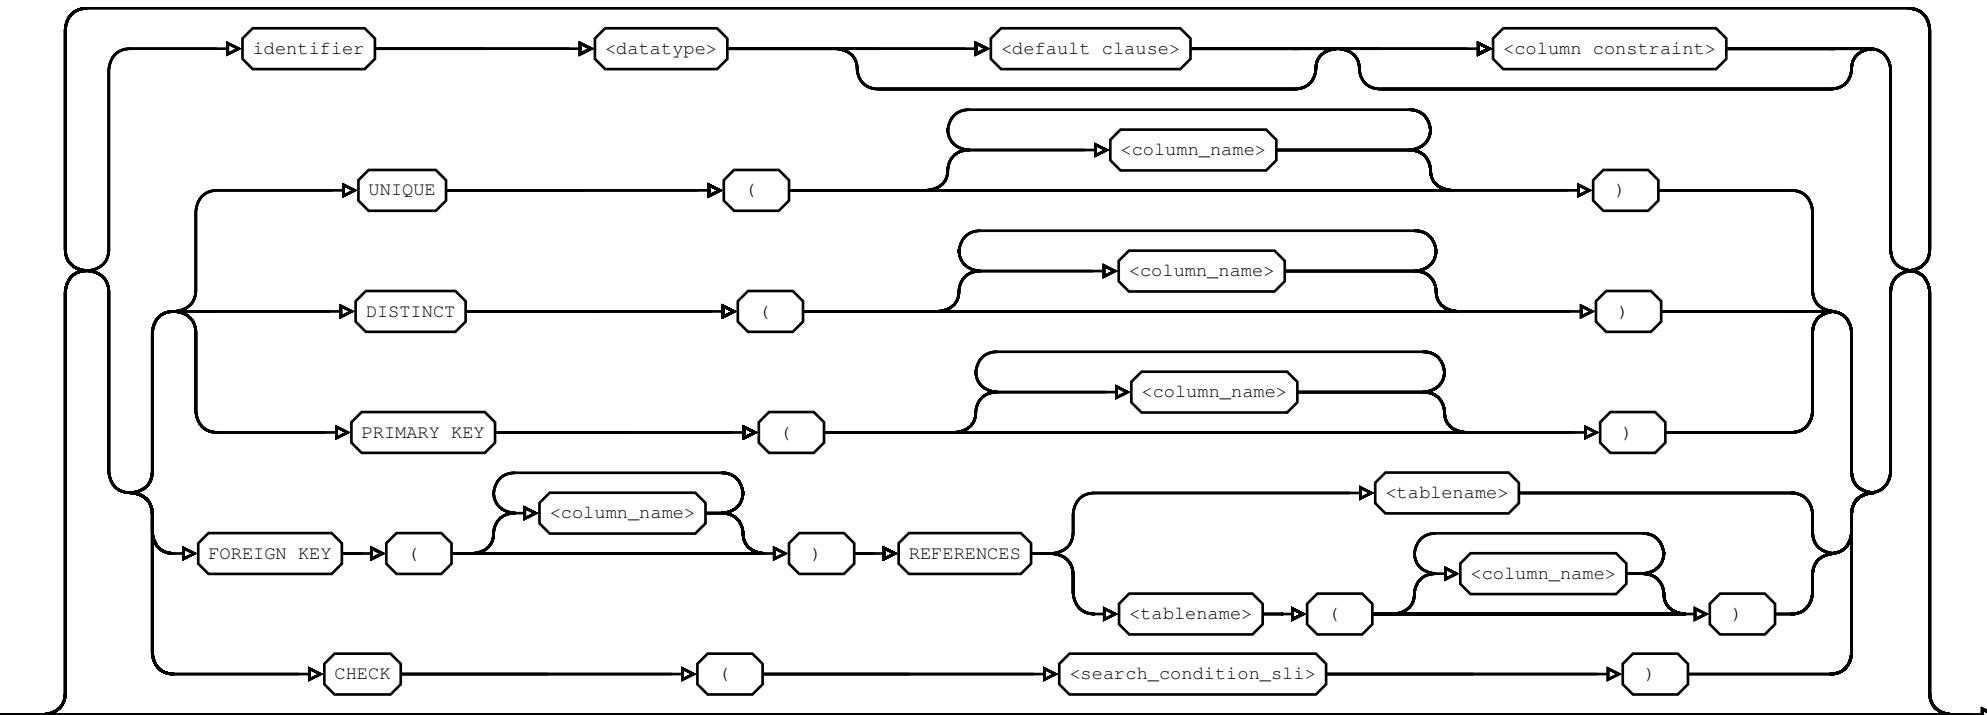 identifier <datatype> <default clause> <column constraint>
<column_name>
UNIQUE ( )
<column_name>
DISTINCT ( )
<column_name>
PRIMARY KEY ( )
<tablename>
<column_name>
FOREIGN KEY ( ) REFERENCES
<column_name>
<tablename> ( )
CHECK ( <search_condition_sli> )